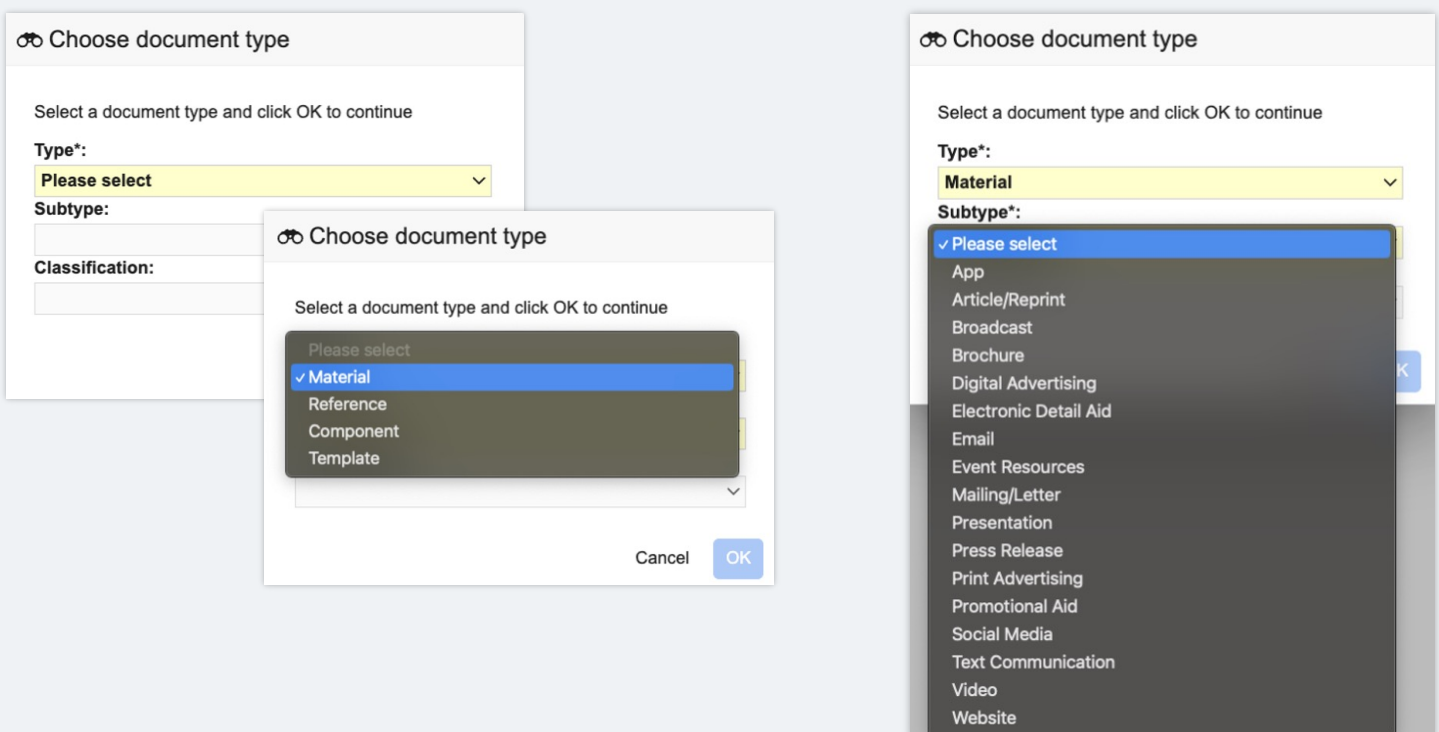 Choose document type
Select a document type and click OK to continue
Type*:
Please select
Subtype:
Classification:
Choose document type
Select a document type and click OK to continue
Please select
✓ Material
Reference
Component
Template
Cancel
OK
Choose document type
Select a document type and click OK to continue
Type*:
Material
Subtype*:
✓ Please select
App
Article/Reprint
Broadcast
Brochure
Digital Advertising
K
Electronic Detail Aid
Email
Event Resources
Mailing/Letter
Presentation
Press Release
Print Advertising
Promotional Aid
Social Media
Text Communication
Video
Website